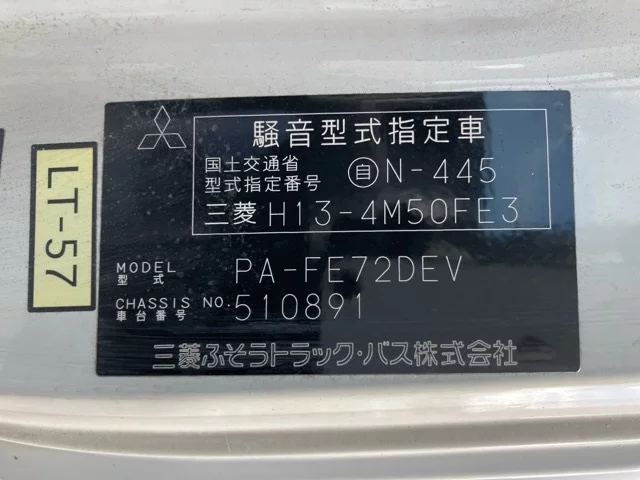 騒音型式指定車
国土交通省
型式指定番号 ㊂N-445
三菱 H13-4M50FE3
MODEL
型式 PA-FE72DEV
CHASSIS NO.
車台番号 510891
三菱ふそうトラック・バス株式会社
LT-57